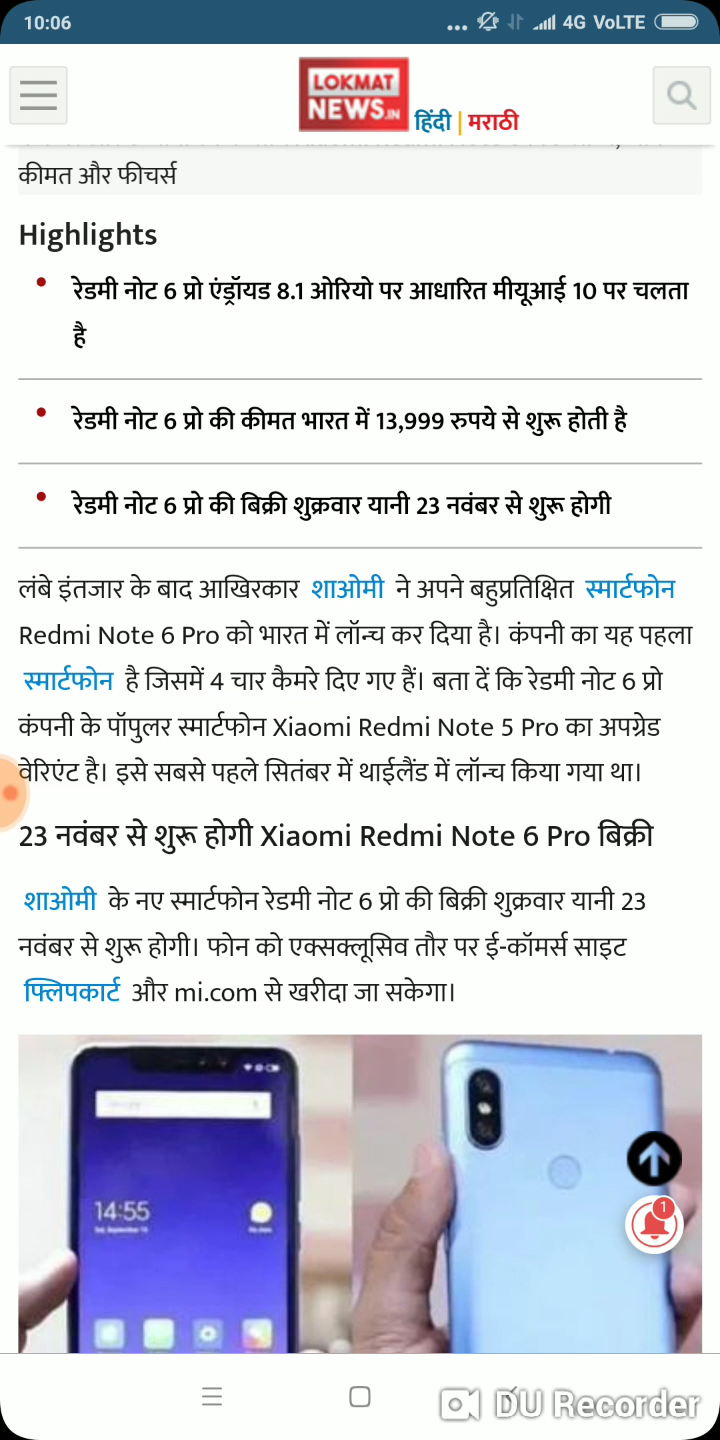 10:06
4G VoLTE
LOKMAT
NEWS.IN
हिंदी | मराठी
कीमत और फीचर्स
Highlights
रेडमी नोट 6 प्रो एंड्रॉयड 8.1 ओरियो पर आधारित मीयूआई 10 पर चलता
है
रेडमी नोट 6 प्रो की कीमत भारत में 13,999 रुपये से शुरू होती है
रेडमी नोट 6 प्रो की बिक्री शुक्रवार यानी 23 नवंबर से शुरू होगी
लंबे इंतजार के बाद आखिरकार शाओमी ने अपने बहुप्रतिक्षित स्मार्टफोन
Redmi Note 6 Pro को भारत में लॉन्च कर दिया है। कंपनी का यह पहला
स्मार्टफोन है जिसमें 4 चार कैमरे दिए गए हैं। बता दें कि रेडमी नोट 6 प्रो
कंपनी के पॉपुलर स्मार्टफोन Xiaomi Redmi Note 5 Pro का अपग्रेड
वेरिएंट है। इसे सबसे पहले सितंबर में थाईलैंड में लॉन्च किया गया था।
23 नवंबर से शुरू होगी Xiaomi Redmi Note 6 Pro बिक्री
शाओमी के नए स्मार्टफोन रेडमी नोट 6 प्रो की बिक्री शुक्रवार यानी 23
नवंबर से शुरू होगी। फोन को एक्सक्लूसिव तौर पर ई-कॉमर्स साइट
फ्लिपकार्ट और mi.com से खरीदा जा सकेगा।
14:55
1
DU Recorder